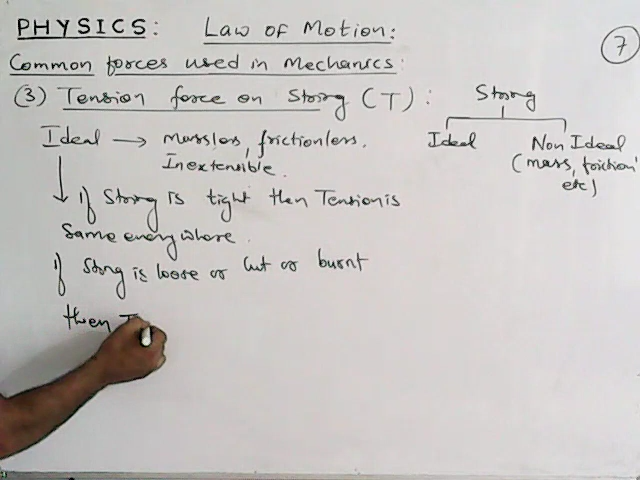 PHYSICS: Law of Motion:
7
Common forces used in Mechanics:
(3) Tension force on String (T):
String
Ideal → massless, frictionless.
Inextensible.
Ideal Non Ideal
(mass, friction
etc)
if String is tight then Tension is
Same everywhere.
if String is loose or Cut or burnt
then T